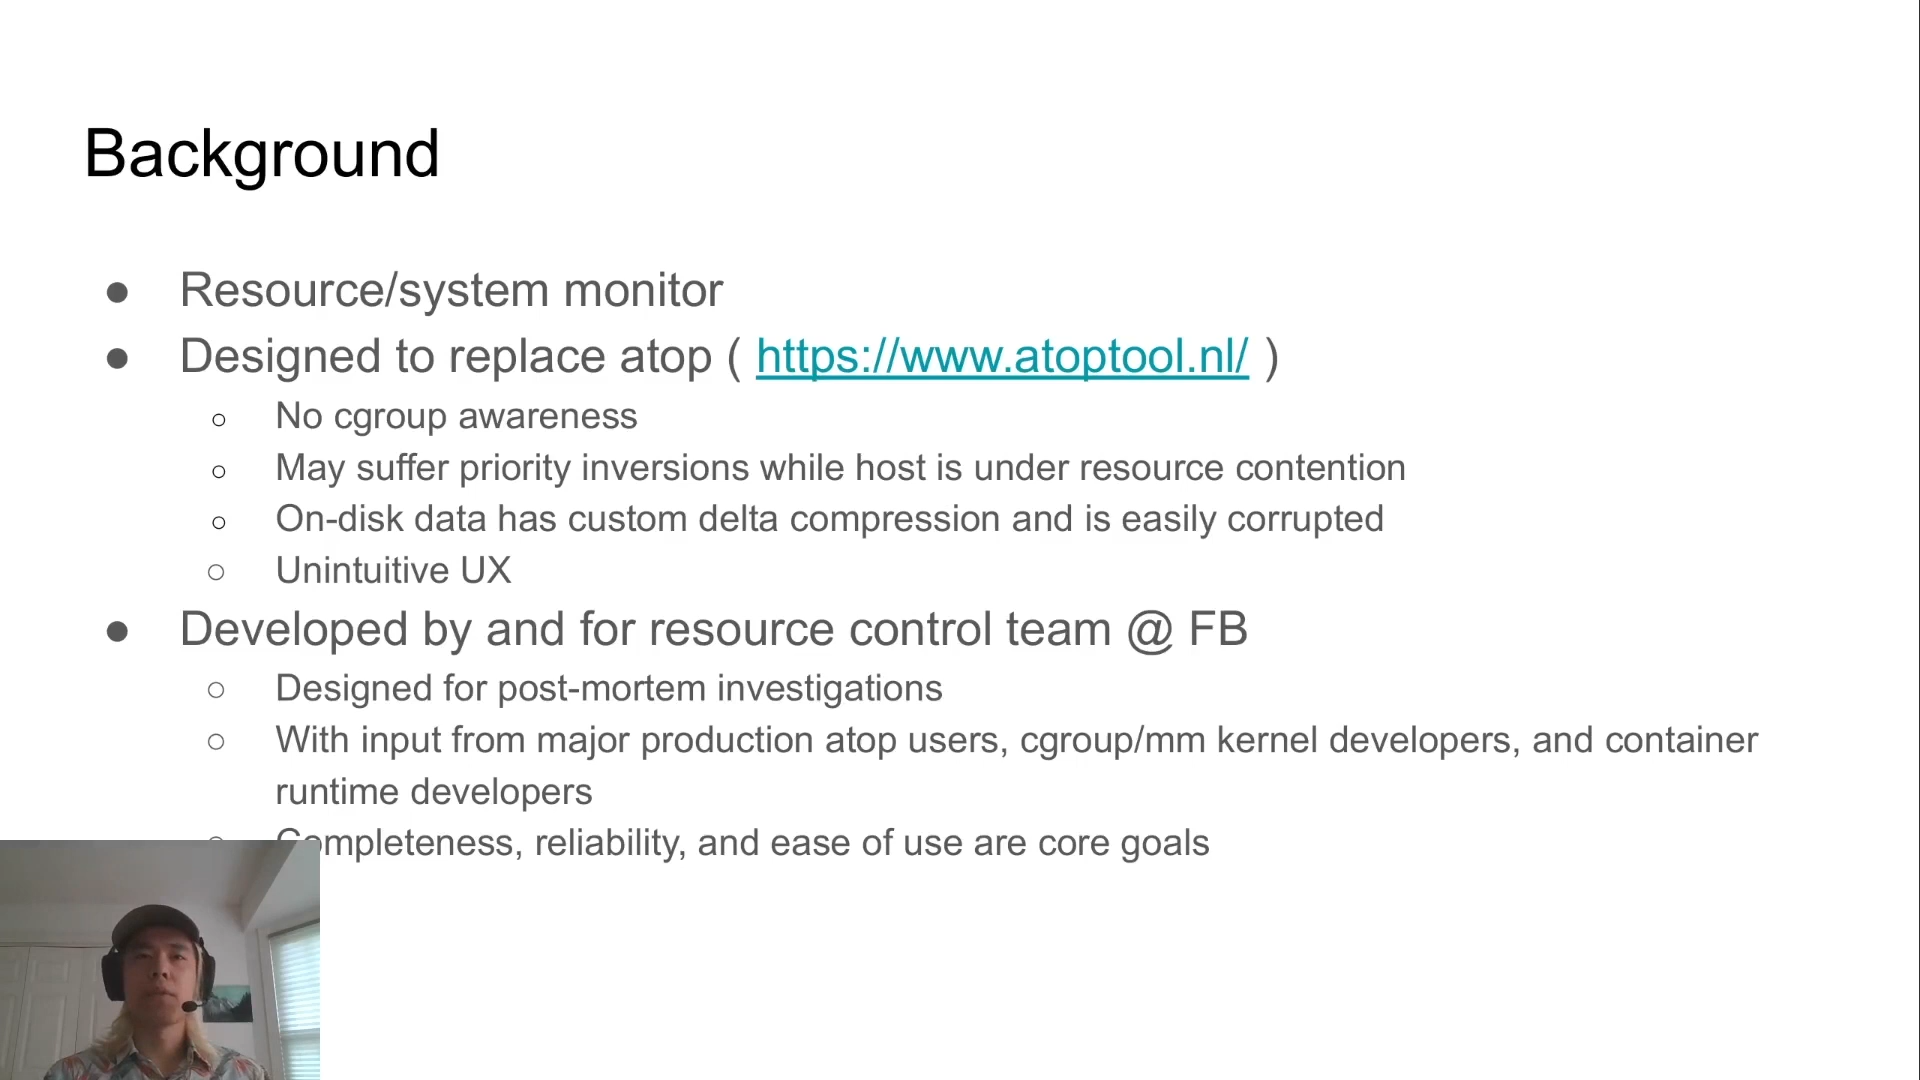 Background
● Resource/system monitor
● Designed to replace atop ( https://www.atoptool.nl/ )
○ No cgroup awareness
○ May suffer priority inversions while host is under resource contention
○ On-disk data has custom delta compression and is easily corrupted
○ Unintuitive UX
● Developed by and for resource control team @ FB
○ Designed for post-mortem investigations
○ With input from major production atop users, cgroup/mm kernel developers, and container
runtime developers
○ Completeness, reliability, and ease of use are core goals